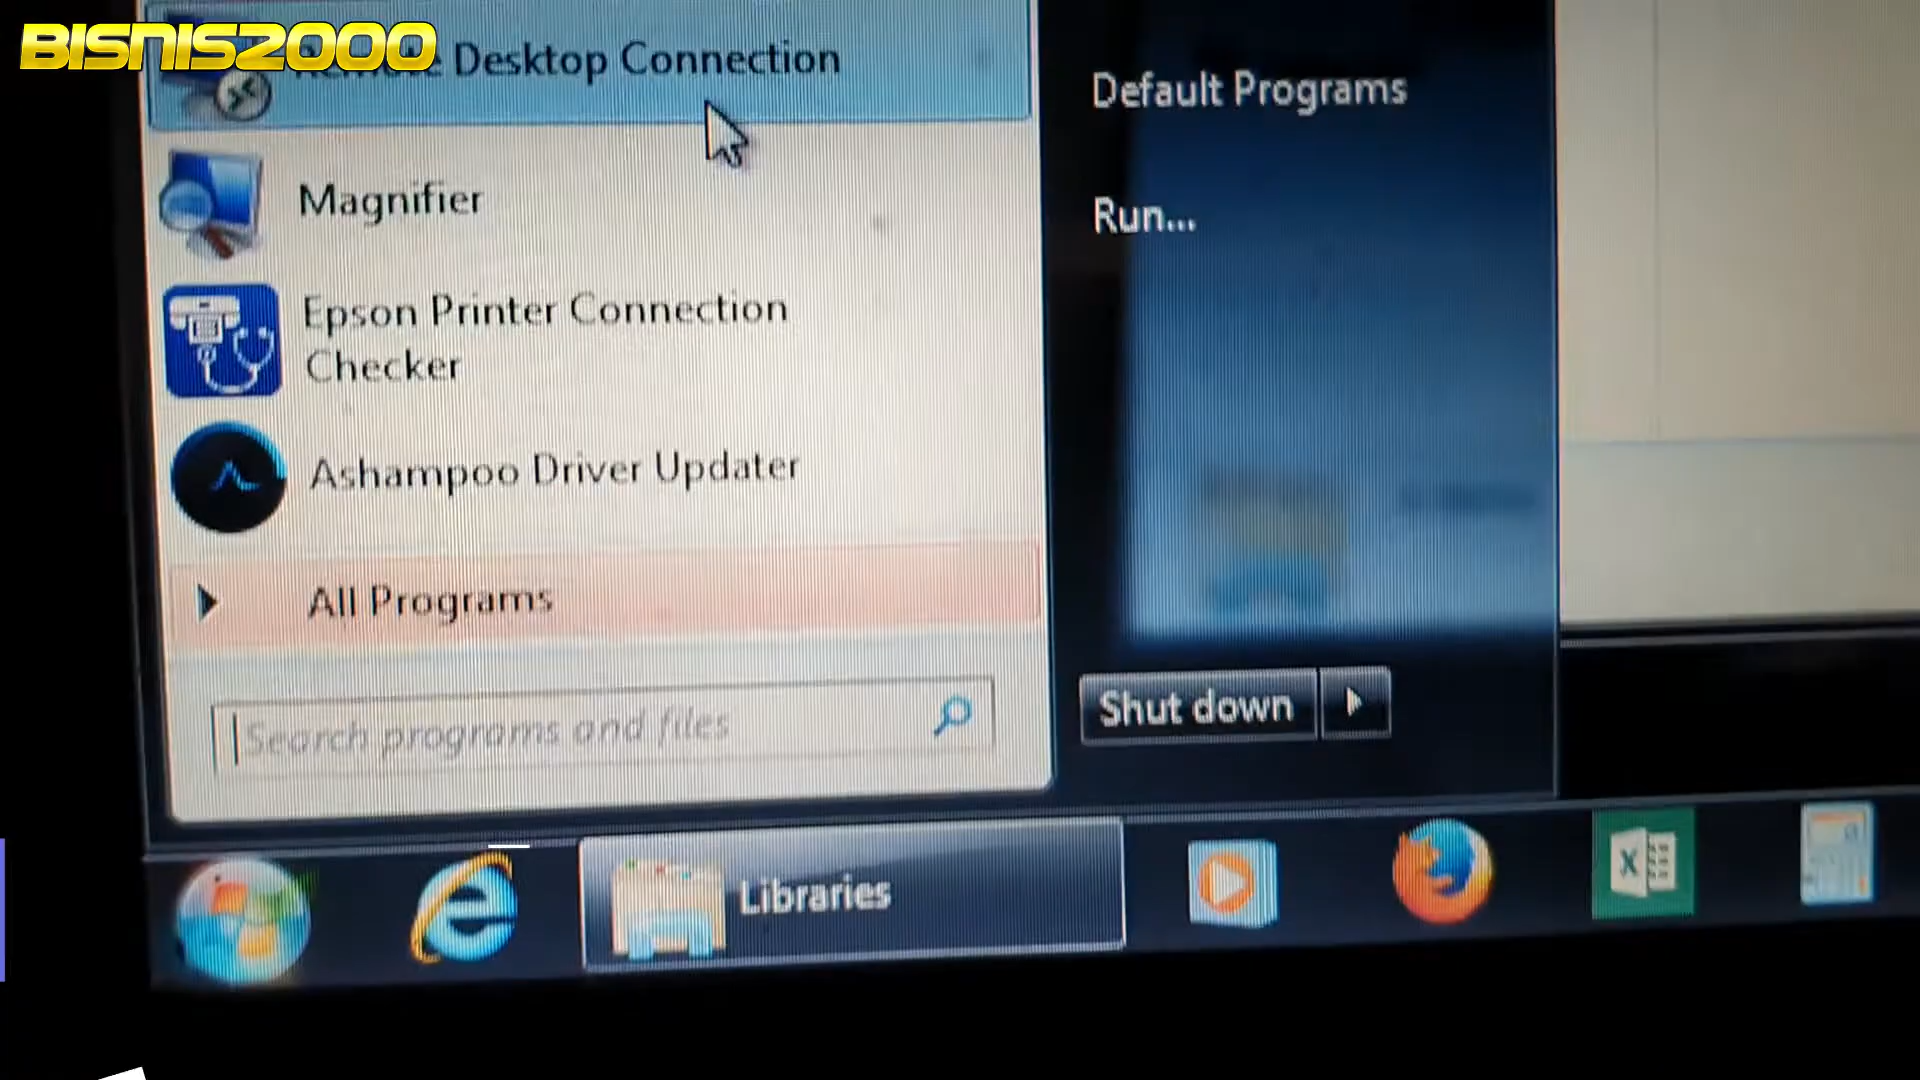 BISNIS2000
Desktop Connection
Default Programs
Magnifier
Run...
Epson Printer Connection
Checker
Ashampoo Driver Updater
All Programs
Search programs and files
Shut down
Libraries